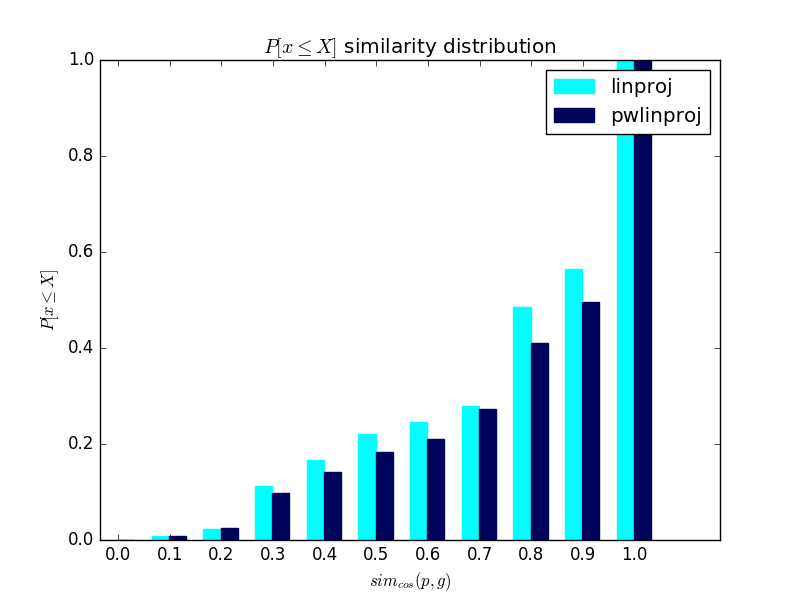 P[x ≤ X] similarity distribution
linproj
pwlinproj
P[x ≤ X]
1.0
0.8
0.6
0.4
0.2
0.0
0.0 0.1 0.2 0.3 0.4 0.5 0.6 0.7 0.8 0.9 1.0
sim_cos(p, g)